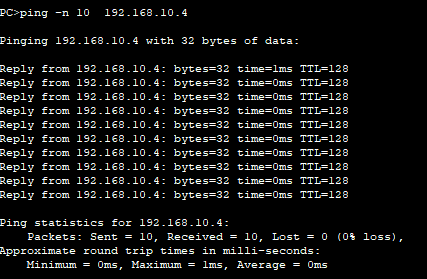 PC>ping -n 10  192.168.10.4
Pinging 192.168.10.4 with 32 bytes of data:
Reply from 192.168.10.4: bytes=32 time=1ms TTL=128
Reply from 192.168.10.4: bytes=32 time=0ms TTL=128
Reply from 192.168.10.4: bytes=32 time=0ms TTL=128
Reply from 192.168.10.4: bytes=32 time=0ms TTL=128
Reply from 192.168.10.4: bytes=32 time=0ms TTL=128
Reply from 192.168.10.4: bytes=32 time=0ms TTL=128
Reply from 192.168.10.4: bytes=32 time=0ms TTL=128
Reply from 192.168.10.4: bytes=32 time=0ms TTL=128
Reply from 192.168.10.4: bytes=32 time=0ms TTL=128
Reply from 192.168.10.4: bytes=32 time=0ms TTL=128
Ping statistics for 192.168.10.4:
    Packets: Sent = 10, Received = 10, Lost = 0 (0% loss),
Approximate round trip times in milli-seconds:
    Minimum = 0ms, Maximum = 1ms, Average = 0ms